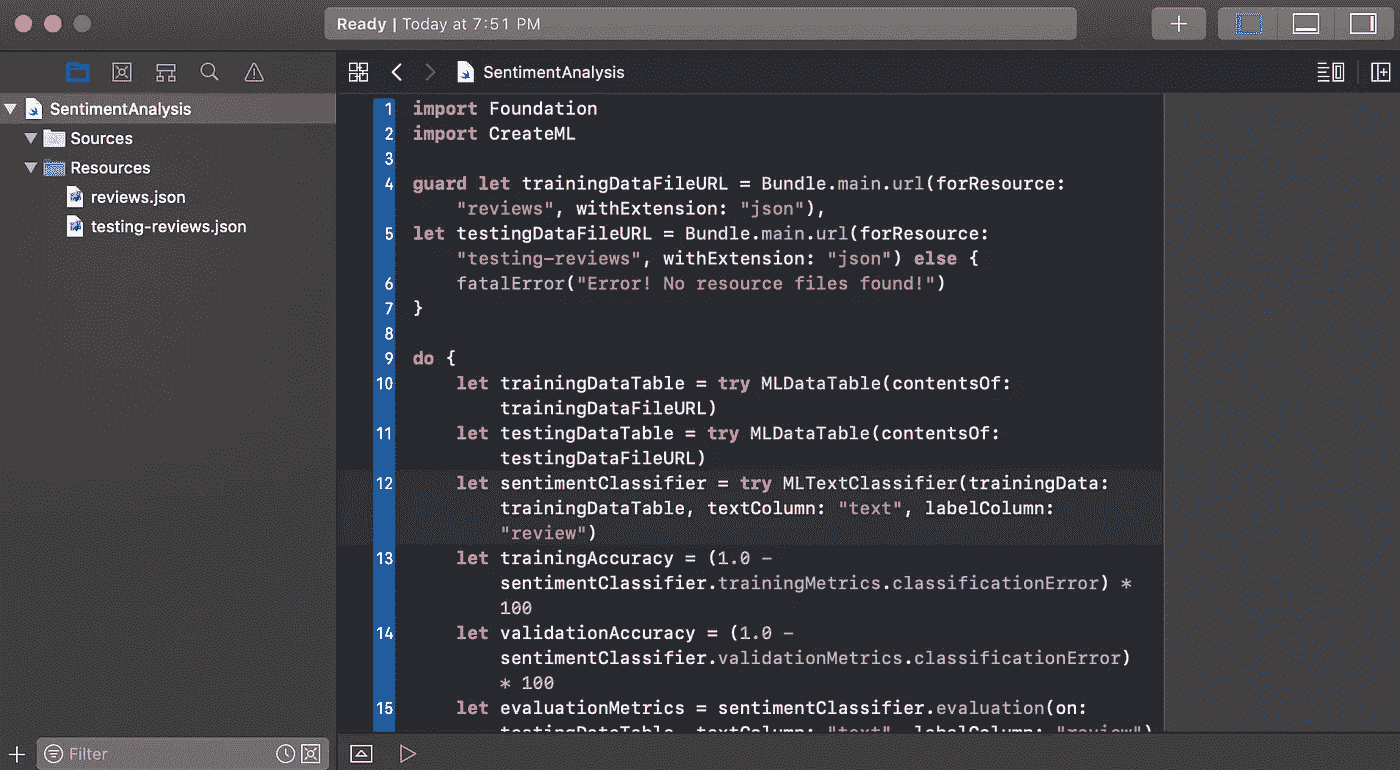 Ready | Today at 7:51 PM
SentimentAnalysis
SentimentAnalysis
Sources
Resources
reviews.json
testing-reviews.json
1 import Foundation
2 import CreateML
3
4 guard let trainingDataFileURL = Bundle.main.url(forResource:
"reviews", withExtension: "json"),
5 let testingDataFileURL = Bundle.main.url(forResource:
"testing-reviews", withExtension: "json") else {
6 fatalError("Error! No resource files found!")
7 }
8
9 do {
10 let trainingDataTable = try MLDataTable(contentsOf:
trainingDataFileURL)
11 let testingDataTable = try MLDataTable(contentsOf:
testingDataFileURL)
12 let sentimentClassifier = try MLTextClassifier(trainingData:
trainingDataTable, textColumn: "text", labelColumn:
"review")
13 let trainingAccuracy = (1.0 -
sentimentClassifier.trainingMetrics.classificationError) *
100
14 let validationAccuracy = (1.0 -
sentimentClassifier.validationMetrics.classificationError)
* 100
15 let evaluationMetrics = sentimentClassifier.evaluation(on:
testingDataTable, textColumn: "text", labelColumn: "review")
Filter